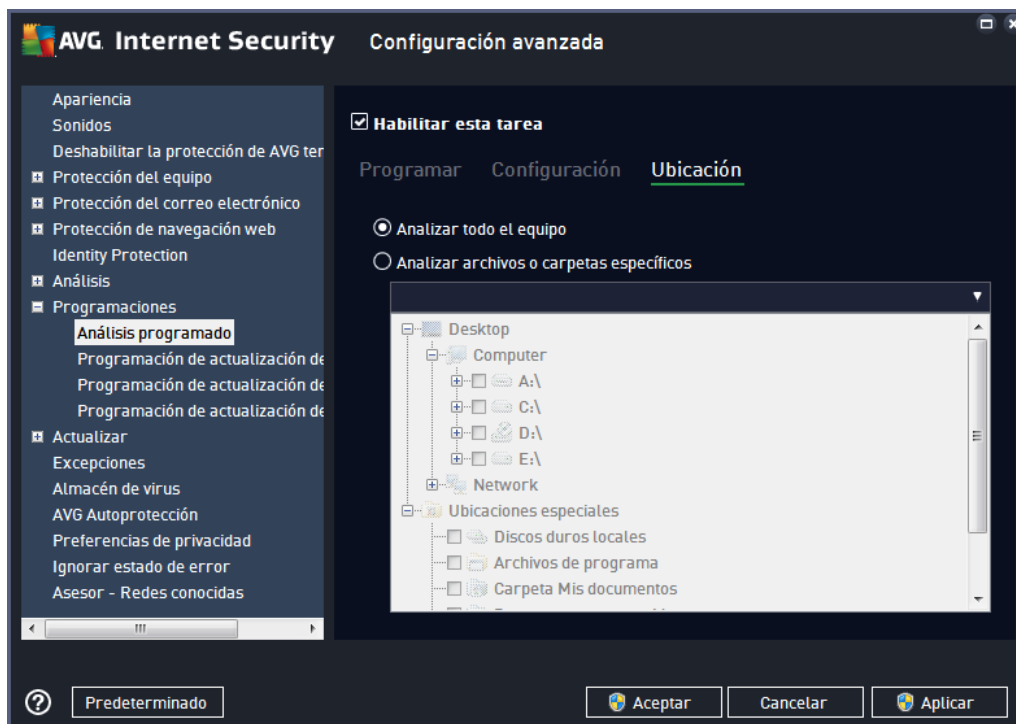 AVG. Internet Security Configuración avanzada
Apariencia
Sonidos
Deshabilitar la protección de AVG ter
Protección del equipo
Protección del correo electrónico
Protección de navegación web
Identity Protection
Análisis
Programaciones
Análisis programado
Programación de actualización de
Programación de actualización de
Programación de actualización de
Actualizar
Excepciones
Almacén de virus
AVG Autoprotección
Preferencias de privacidad
Ignorar estado de error
Asesor - Redes conocidas
Habilitar esta tarea
Programar Configuración Ubicación
Analizar todo el equipo
Analizar archivos o carpetas específicos
Desktop
Computer
A:\
C:\
D:\
E:\
Network
Ubicaciones especiales
Discos duros locales
Archivos de programa
Carpeta Mis documentos
Predeterminado Aceptar Cancelar Aplicar